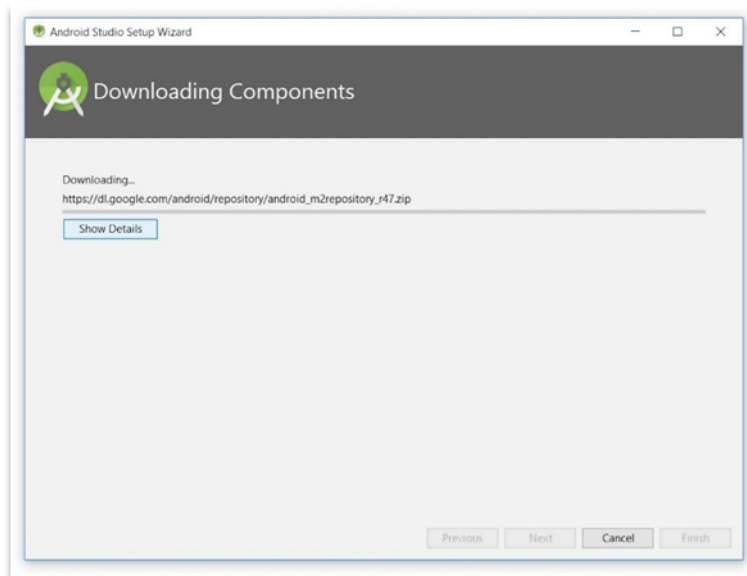 Android Studio Setup Wizard
Downloading Components
Downloading...
https://dl.google.com/android/repository/android_m2repository_r47.zip
Show Details
Previous Next Cancel Finish